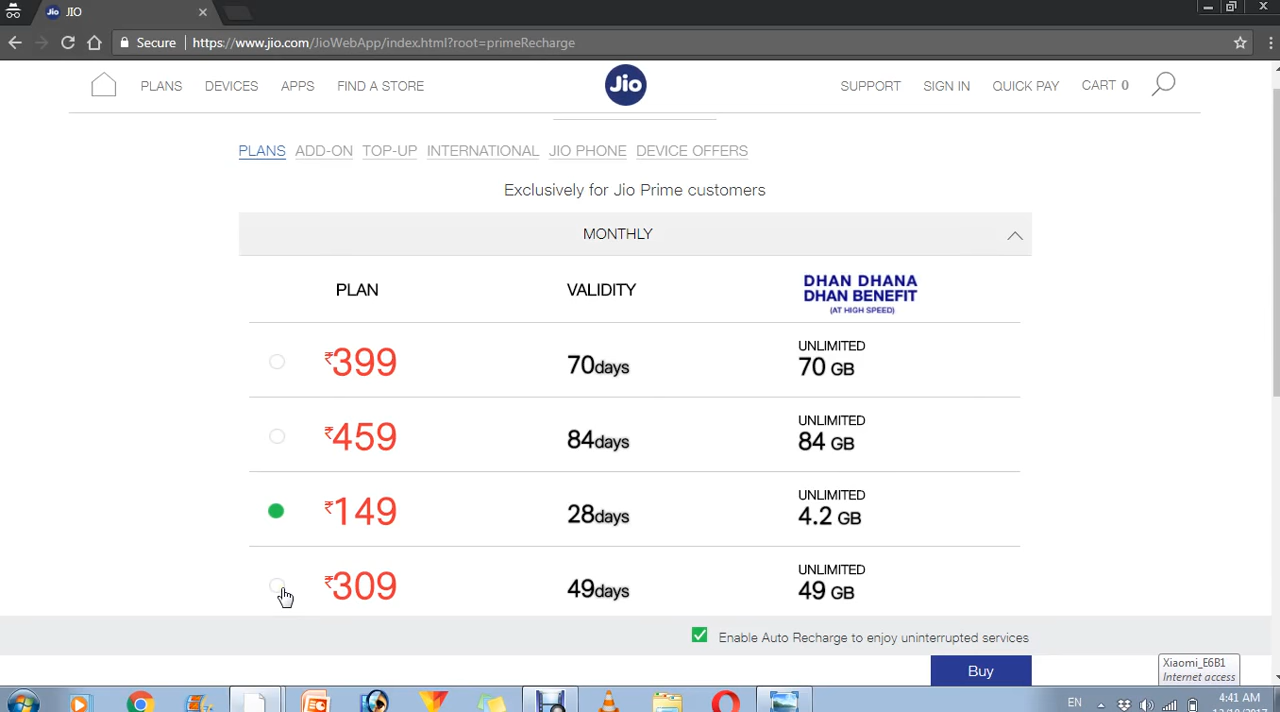 JIO
Secure https://www.jio.com/JioWebApp/index.html?root=primeRecharge
PLANS DEVICES APPS FIND A STORE Jio SUPPORT SIGN IN QUICK PAY CART 0
PLANS ADD-ON TOP-UP INTERNATIONAL JIO PHONE DEVICE OFFERS
Exclusively for Jio Prime customers
MONTHLY
PLAN VALIDITY DHAN DHANA
DHAN BENEFIT
(AT HIGH SPEED)
₹399 70days UNLIMITED
70 GB
₹459 84days UNLIMITED
84 GB
₹149 28days UNLIMITED
4.2 GB
₹309 49days UNLIMITED
49 GB
Enable Auto Recharge to enjoy uninterrupted services
Buy
Xiaomi_E6B1
Internet access
EN 4:41 AM